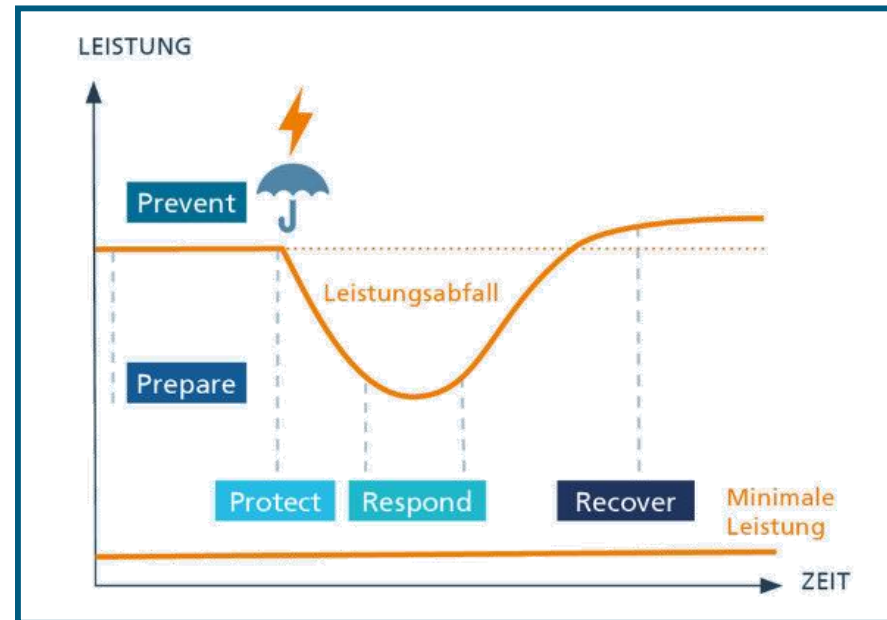 LEISTUNG
Prevent
Leistungsabfall
Prepare
Protect
Respond
Recover
Minimale
Leistung
ZEIT